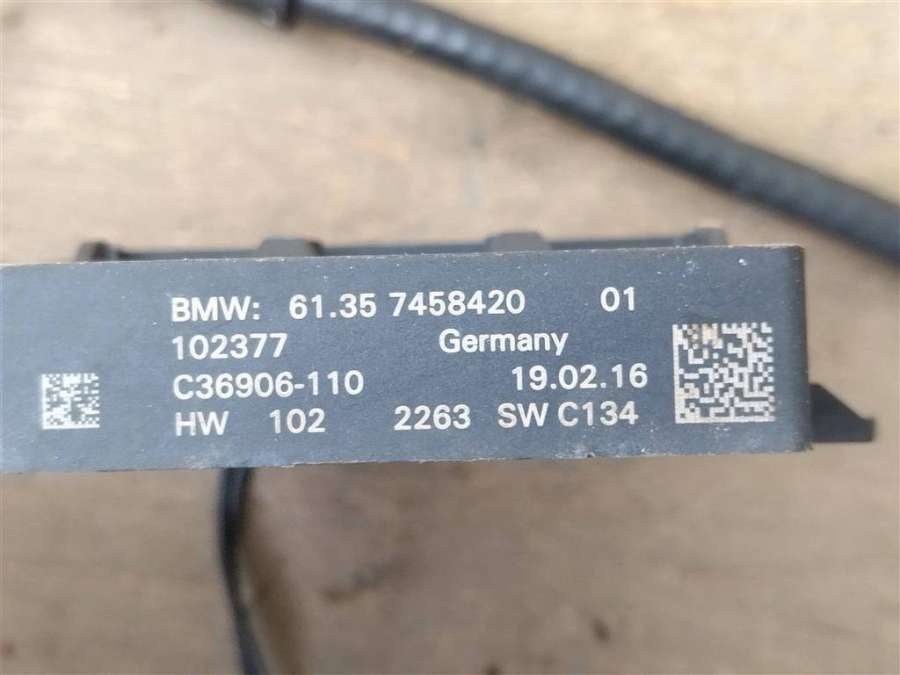 BMW: 61.35 7458420 01
102377 Germany
C36906-110 19.02.16
HW 102 2263 SW C134